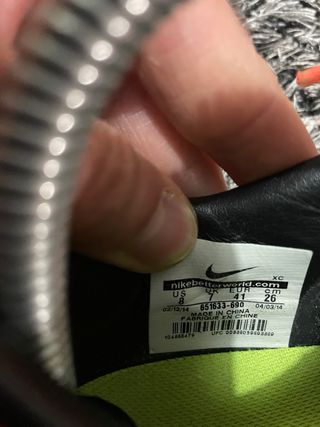 XC
nikebetterworld.com
US UK EUR cm
8 7 41 26
02/13/14 651633-690 04/03/14
MADE IN CHINA
FABRIQUE EN CHINE